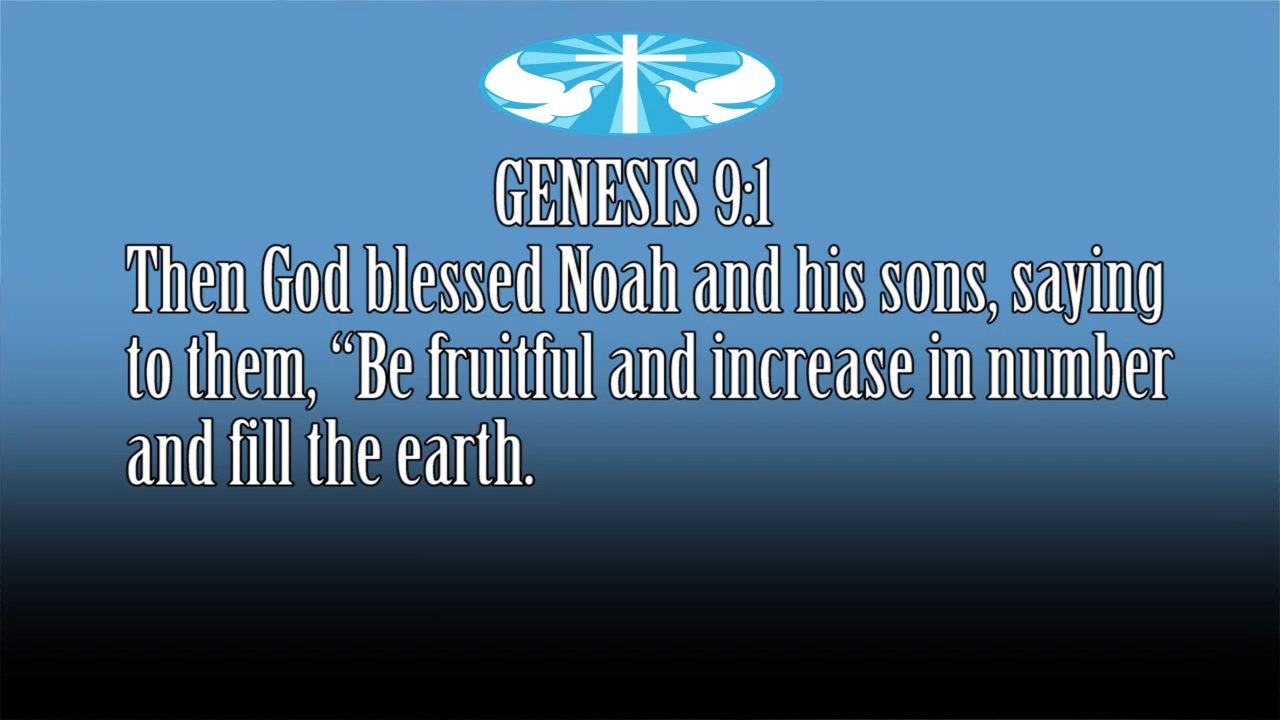 GENESIS 9:1
Then God blessed Noah and his sons, saying
to them, “Be fruitful and increase in number
and fill the earth.